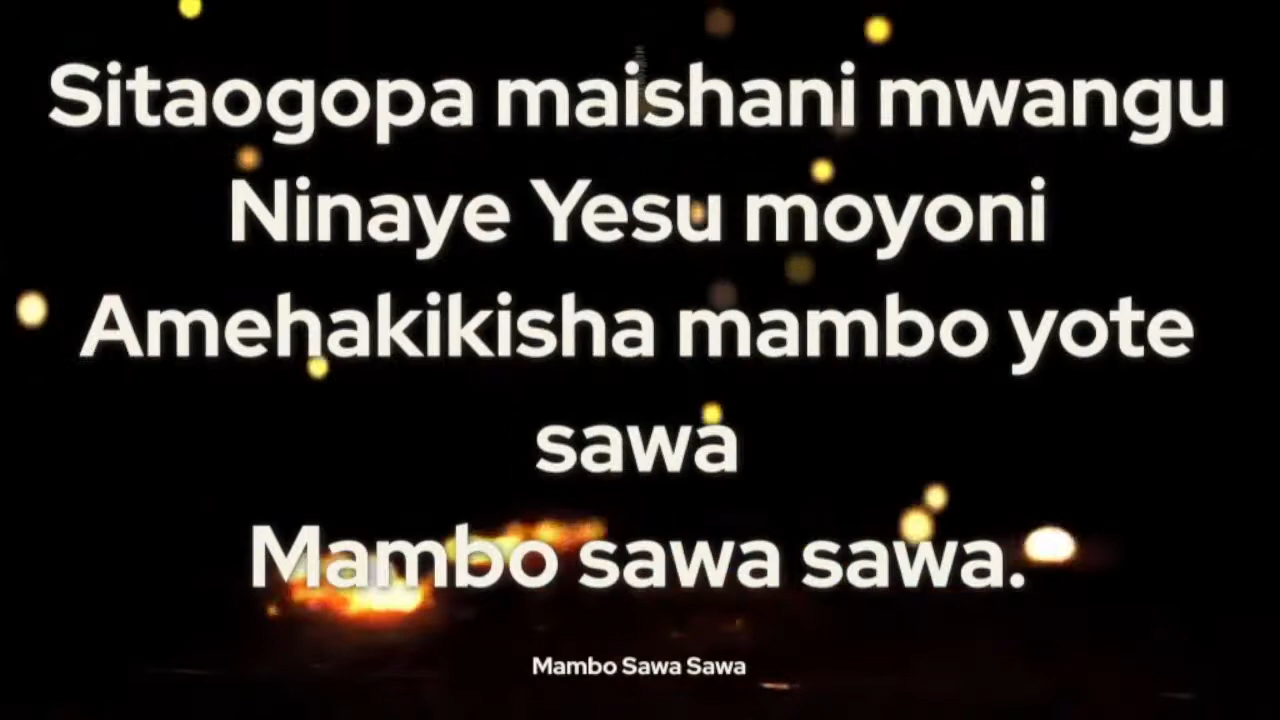 Sitaogopa maishani mwangu
Ninaye Yesu moyoni
Amehakikisha mambo yote
sawa
Mambo sawa sawa.
Mambo Sawa Sawa